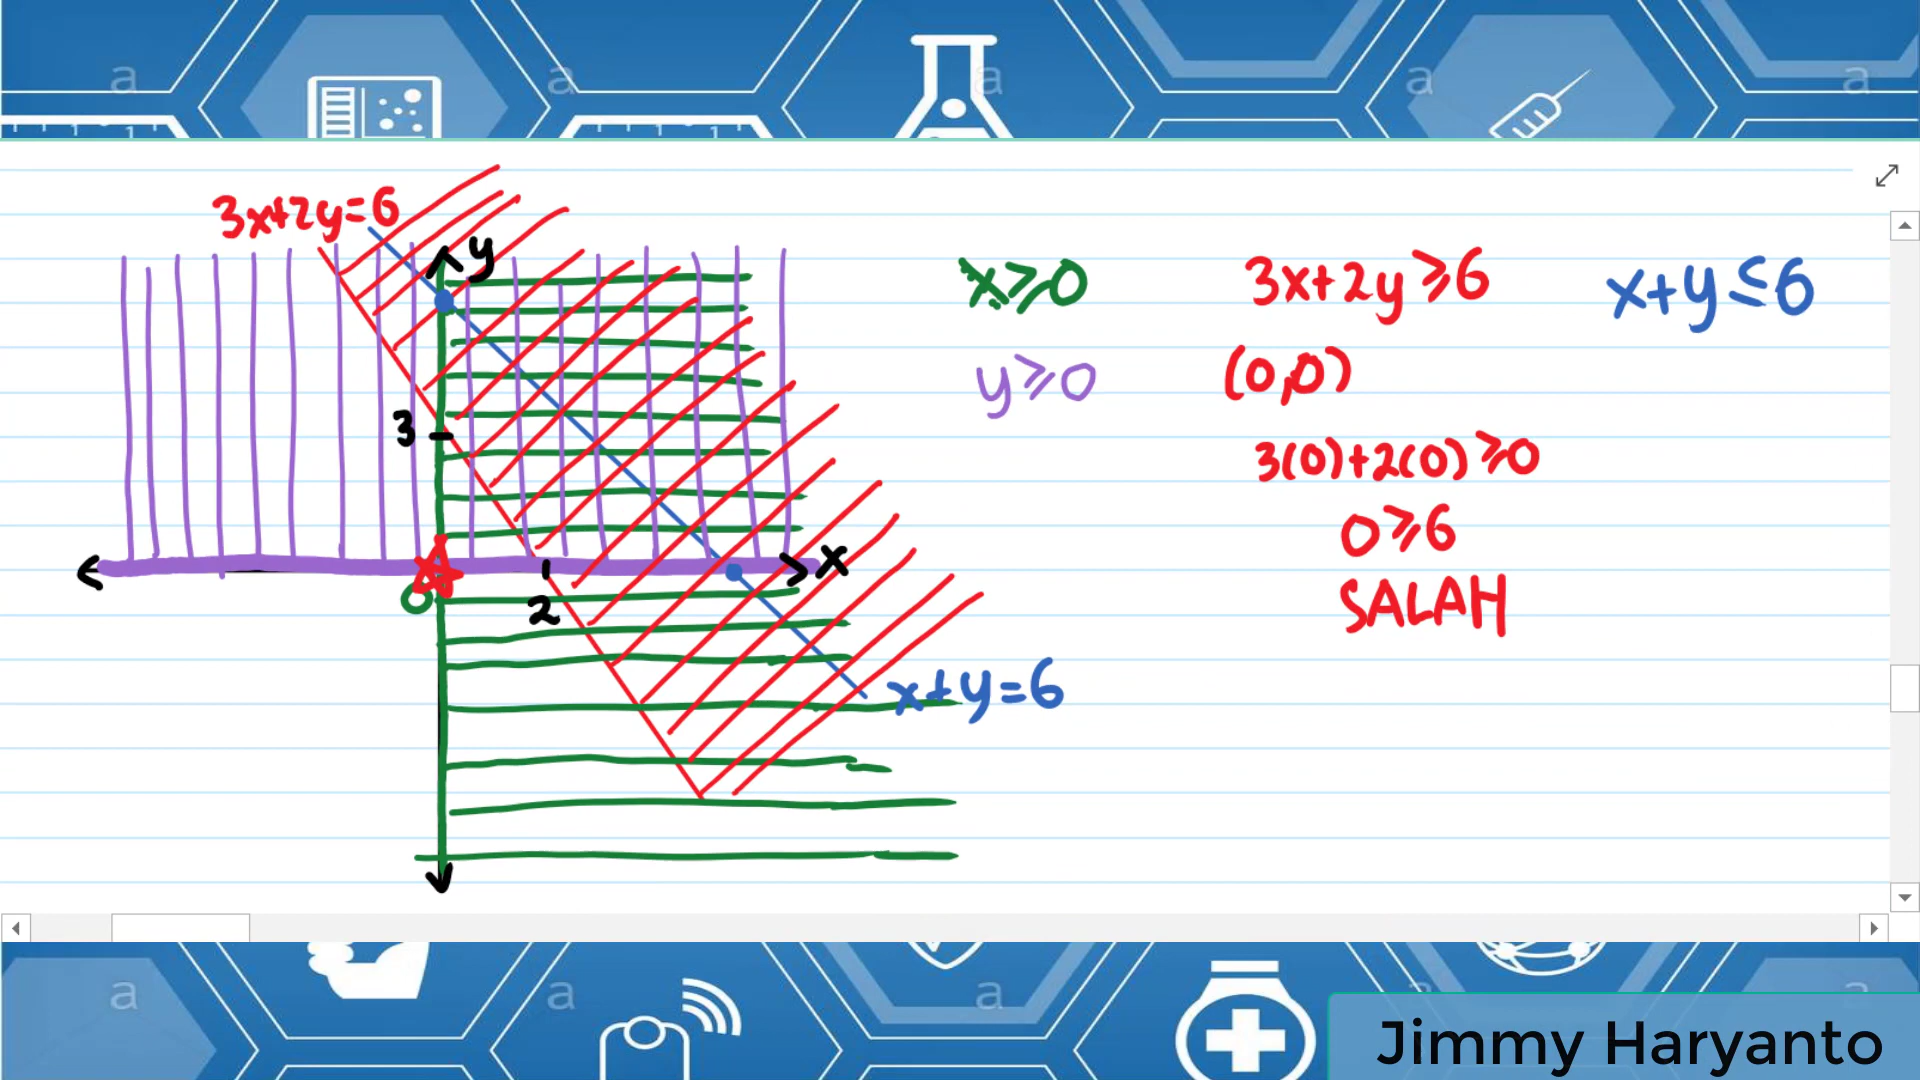 3x+2y=6
y
3
x
0
2
x+y=6
x≥0
y≥0
3x+2y≥6
(0,0)
3(0)+2(0)≥0
0≥6
SALAH
x+y≤6
a a a a a
a a a a
Jimmy Haryanto